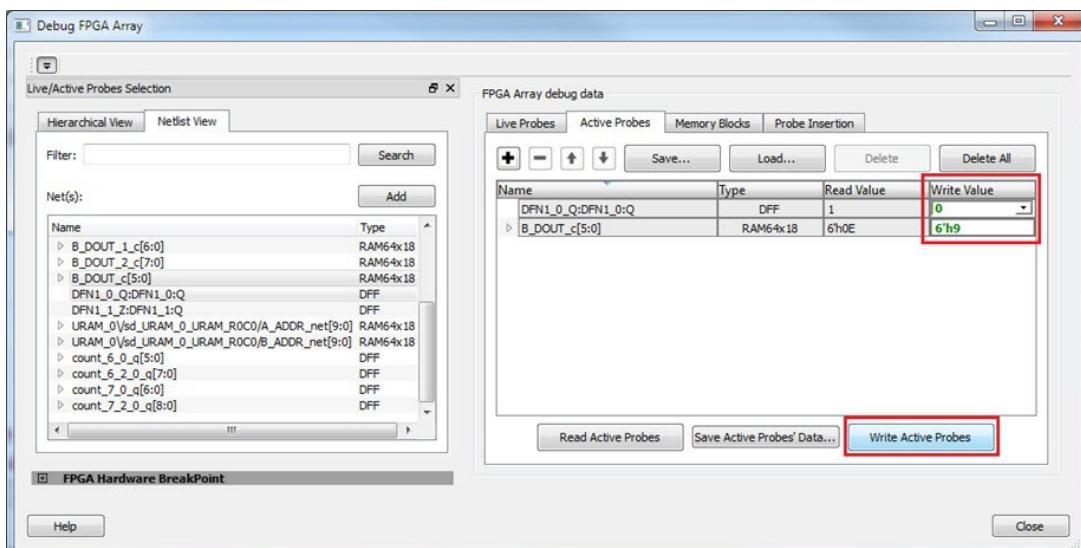 Debug FPGA Array
Live/Active Probes Selection
Hierarchical View Netlist View
Filter: Search
Net(s): Add
Name Type
B_DOUT_1_c[6:0] RAM64x18
B_DOUT_2_c[7:0] RAM64x18
B_DOUT_c[5:0] RAM64x18
DFN1_0_Q:DFN1_0:Q DFF
DFN1_1_Z:DFN1_1:Q DFF
URAM_0\/sd_URAM_0_URAM_R0C0/A_ADDR_net[9:0] RAM64x18
URAM_0\/sd_URAM_0_URAM_R0C0/B_ADDR_net[9:0] RAM64x18
count_6_0_q[5:0] DFF
count_6_2_0_q[7:0] DFF
count_7_0_q[6:0] DFF
count_7_2_0_q[8:0] DFF
FPGA Hardware BreakPoint
FPGA Array debug data
Live Probes Active Probes Memory Blocks Probe Insertion
Save... Load... Delete Delete All
Name Type Read Value Write Value
DFN1_0_Q:DFN1_0:Q DFF 1 0
B_DOUT_c[5:0] RAM64x18 6'h0E 6'h9
Read Active Probes Save Active Probes' Data... Write Active Probes
Help Close